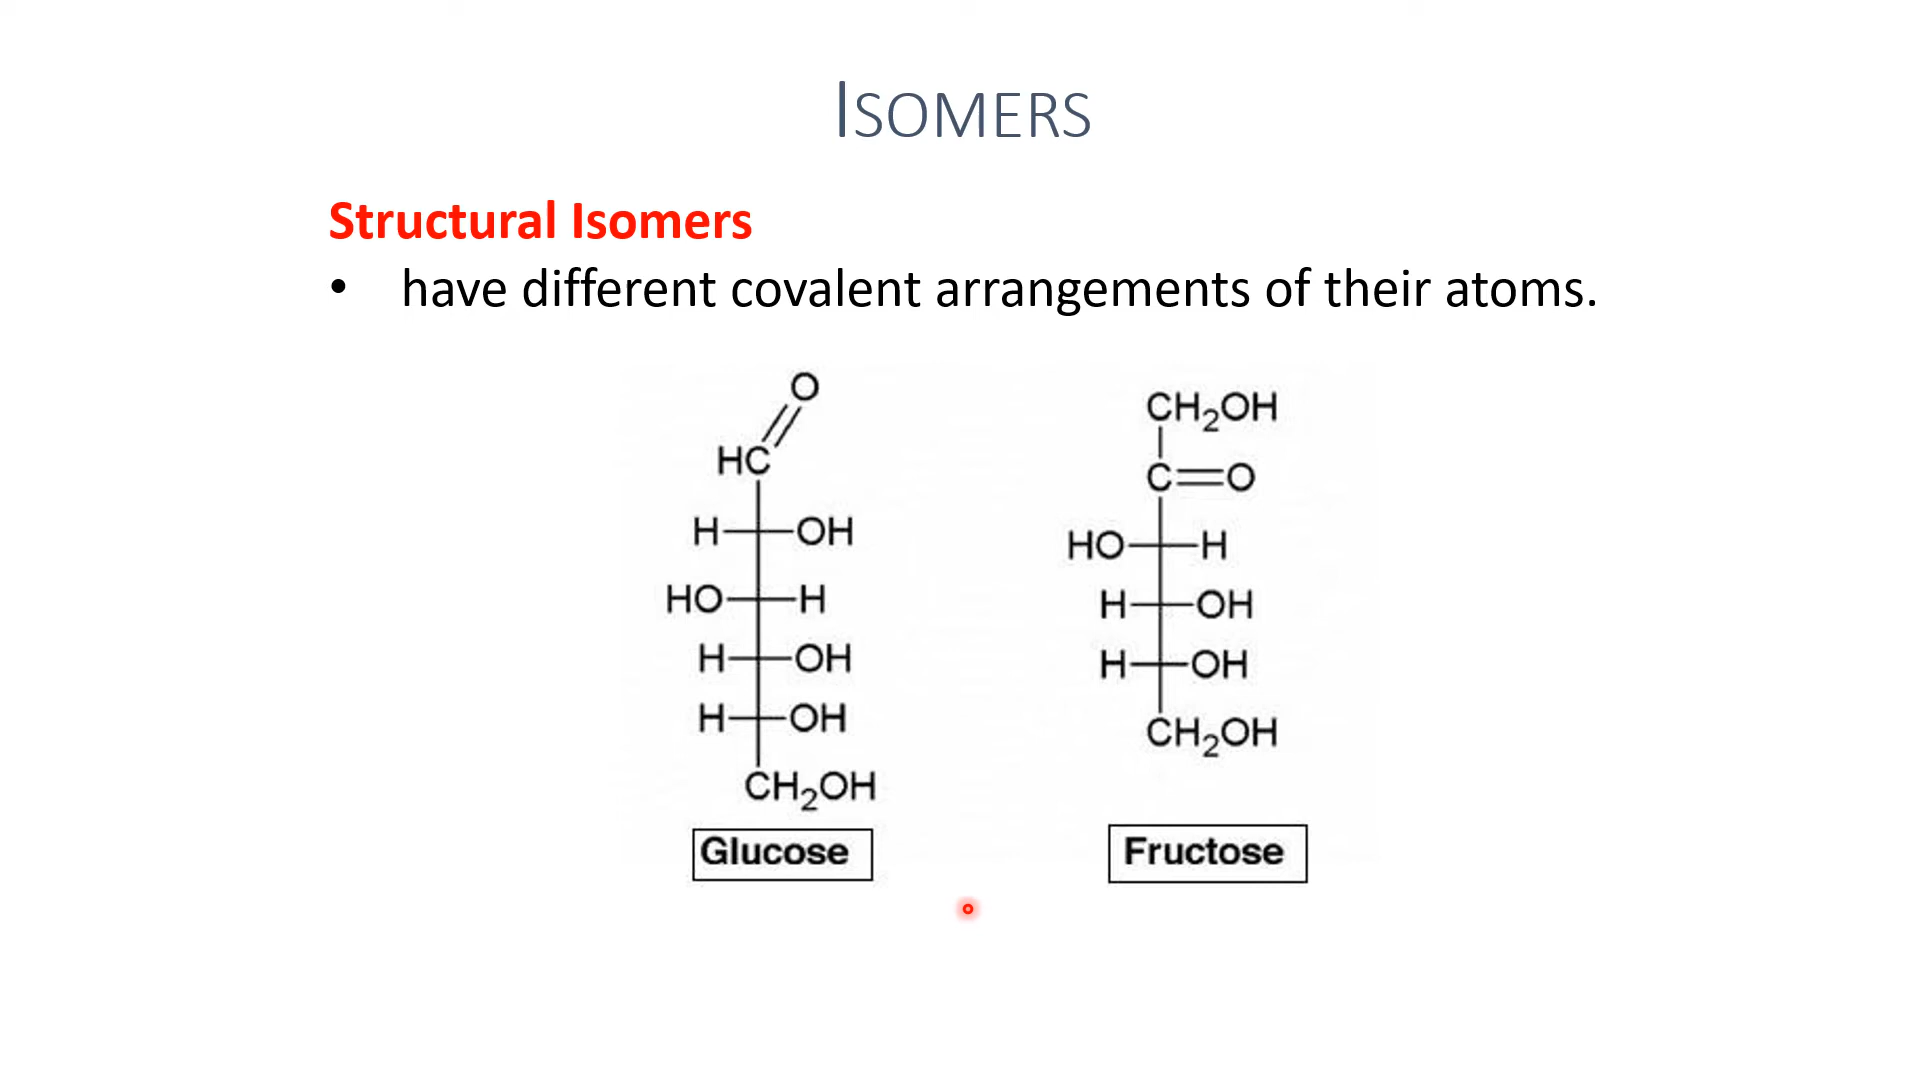 ISOMERS
Structural Isomers
• have different covalent arrangements of their atoms.
O
HC
H OH
HO H
H OH
H OH
CH₂OH
Glucose
CH₂OH
C=O
HO H
H OH
H OH
CH₂OH
Fructose